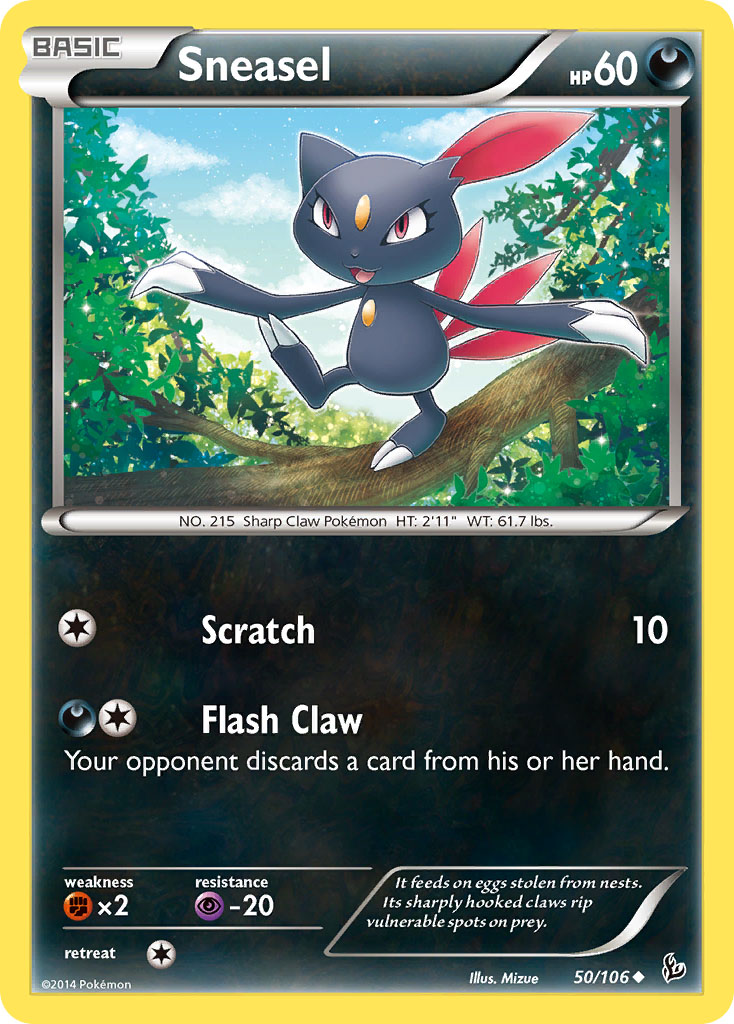 BASIC
Sneasel
HP60
NO. 215 Sharp Claw Pokémon HT: 2'11" WT: 61.7 lbs.
Scratch 10
Flash Claw
Your opponent discards a card from his or her hand.
weakness resistance
×2 -20
It feeds on eggs stolen from nests.
Its sharply hooked claws rip
vulnerable spots on prey.
retreat
©2014 Pokémon
Illus. Mizue 50/106